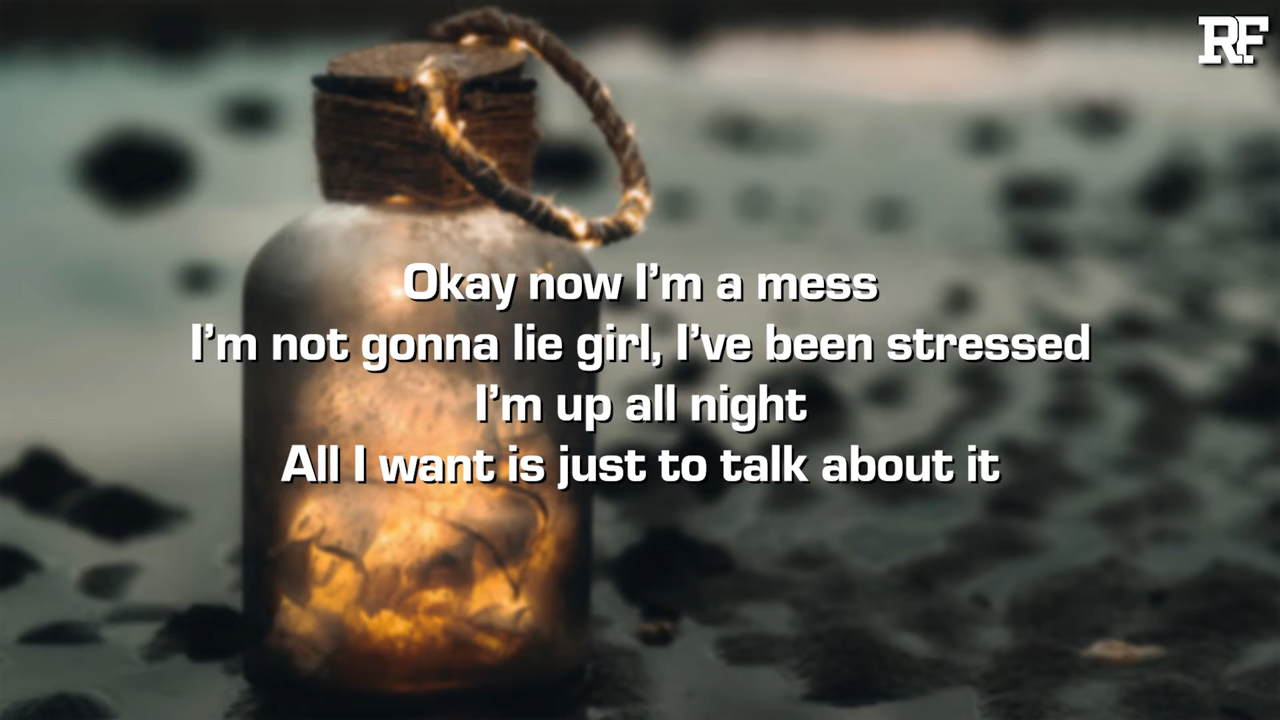 RF
Okay now I’m a mess
I’m not gonna lie girl, I’ve been stressed
I’m up all night
All I want is just to talk about it